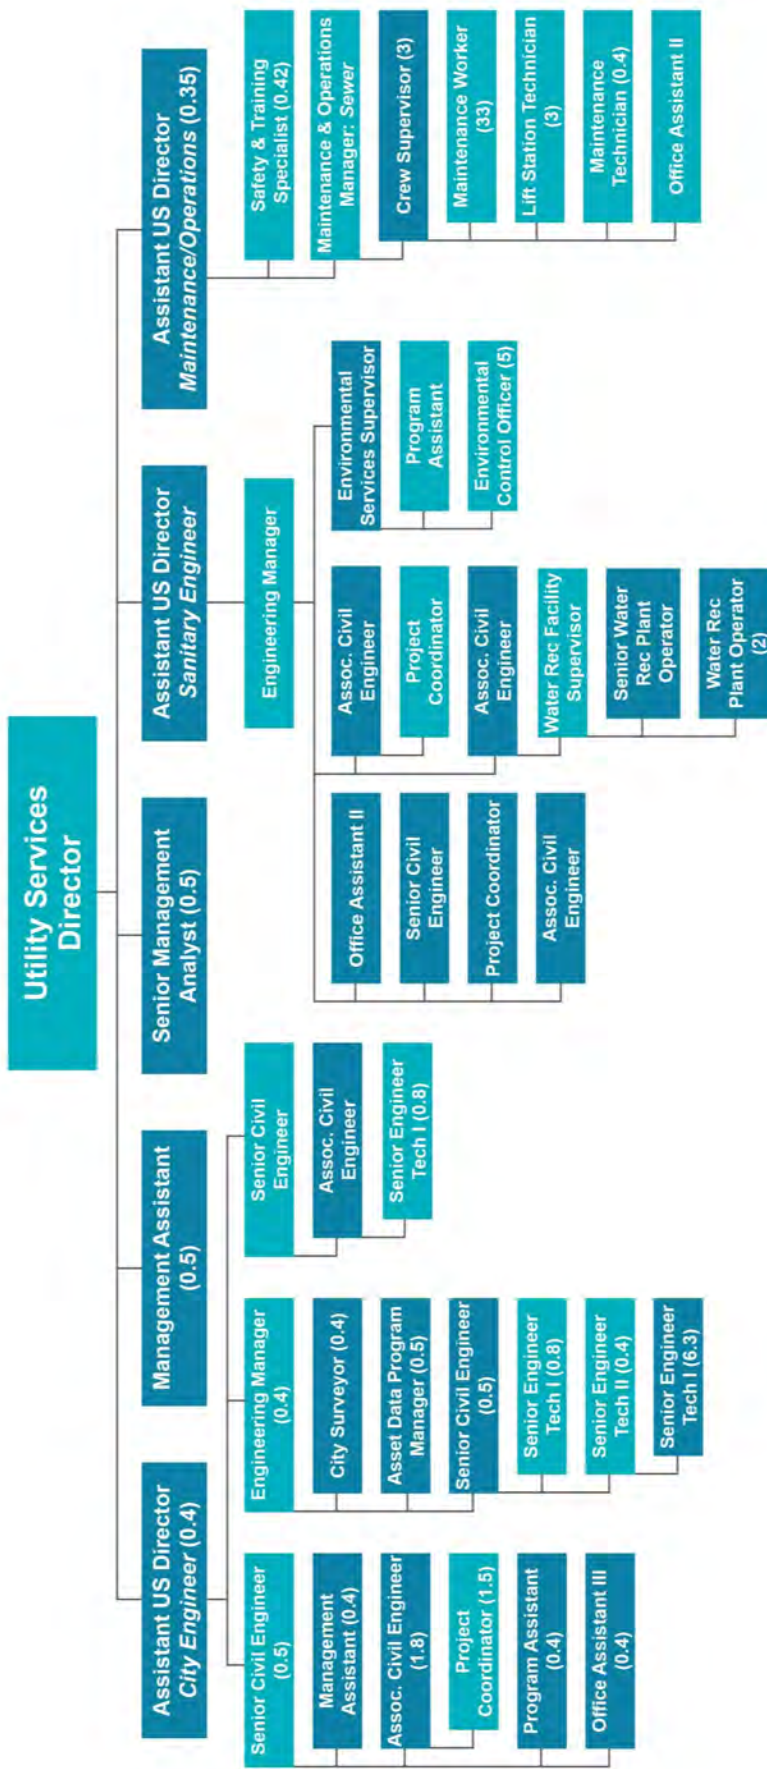 Utility Services
Director
Assistant US Director
City Engineer (0.4)
Management Assistant
(0.5)
Senior Management
Analyst (0.5)
Assistant US Director
Sanitary Engineer
Assistant US Director
Maintenance/Operations (0.35)
Senior Civil Engineer
(0.5)
Management
Assistant (0.4)
Assoc. Civil Engineer
(1.8)
Project
Coordinator (1.5)
Program Assistant
(0.4)
Office Assistant III
(0.4)
Engineering Manager
(0.4)
City Surveyor (0.4)
Asset Data Program
Manager (0.5)
Senior Civil Engineer
(0.5)
Senior Engineer
Tech I (0.8)
Senior Engineer
Tech II (0.4)
Senior Engineer
Tech I (6.3)
Senior Civil
Engineer
Assoc. Civil
Engineer
Senior Engineer
Tech I (0.8)
Engineering Manager
Office Assistant II
Senior Civil
Engineer
Project Coordinator
Assoc. Civil
Engineer
Assoc. Civil
Engineer
Project
Coordinator
Assoc. Civil
Engineer
Water Rec Facility
Supervisor
Senior Water
Rec Plant
Operator
Water Rec
Plant Operator
(2)
Environmental
Services Supervisor
Program
Assistant
Environmental
Control Officer (5)
Safety & Training
Specialist (0.42)
Maintenance & Operations
Manager: Sewer
Crew Supervisor (3)
Maintenance Worker
(33)
Lift Station Technician
(3)
Maintenance
Technician (0.4)
Office Assistant II